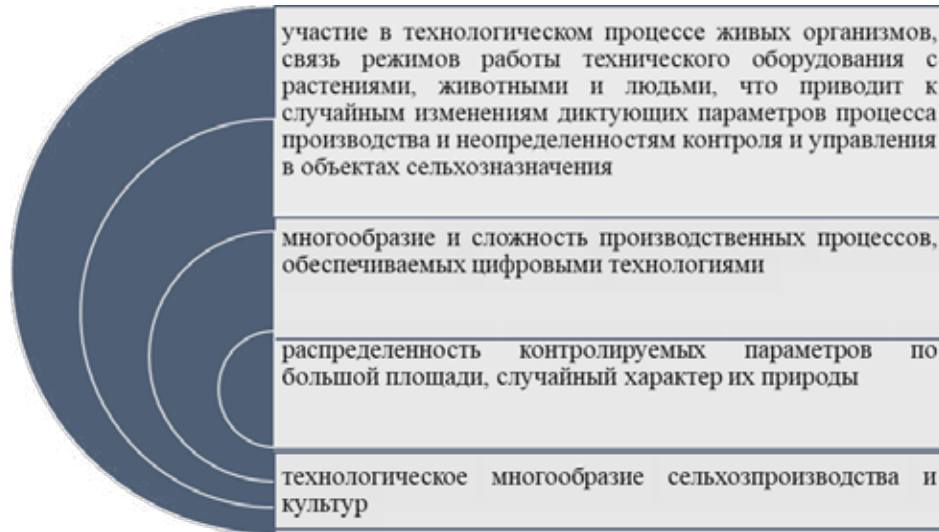 участие в технологическом процессе живых организмов,
связь режимов работы технического оборудования с
растениями, животными и людьми, что приводит к
случайным изменениям диктующих параметров процесса
производства и неопределенностям контроля и управления
в объектах сельхозназначения
многообразие и сложность производственных процессов,
обеспечиваемых цифровыми технологиями
распределенность контролируемых параметров по
большой площади, случайный характер их природы
технологическое многообразие сельхозпроизводства и
культур